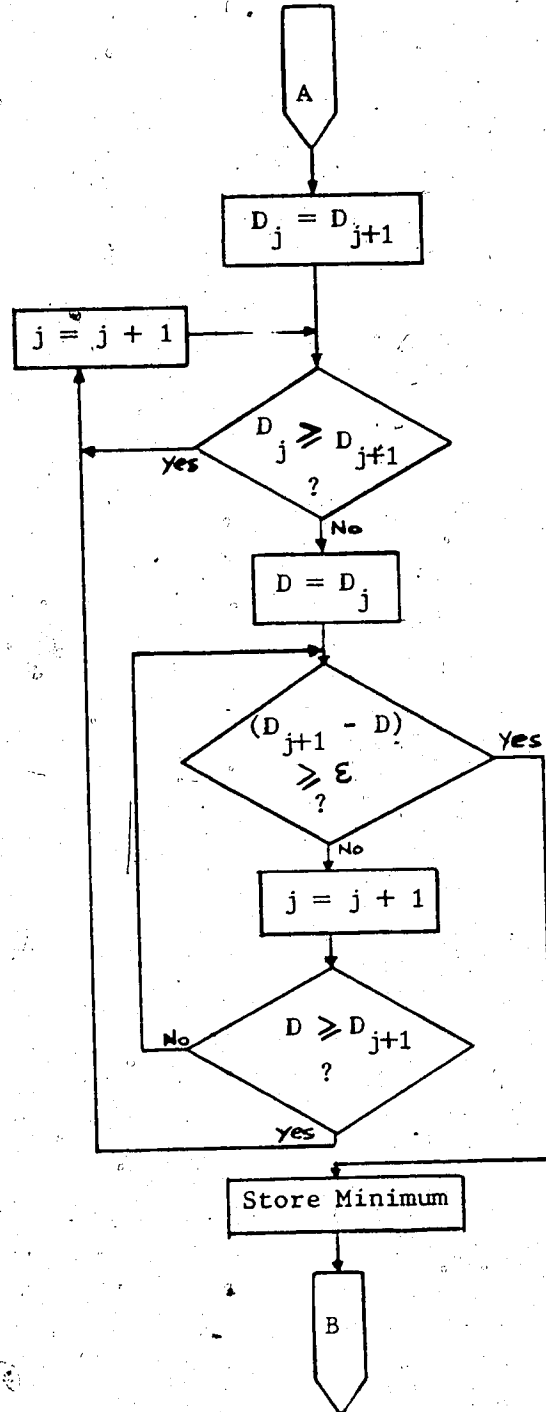 A
D_j = D_{j+1}
j = j + 1
D_j ⩾ D_{j+1}
?
yes
No
D = D_j
(D_{j+1} - D)
⩾ ε
?
Yes
No
j = j + 1
D ⩾ D_{j+1}
?
No
yes
Store Minimum
B